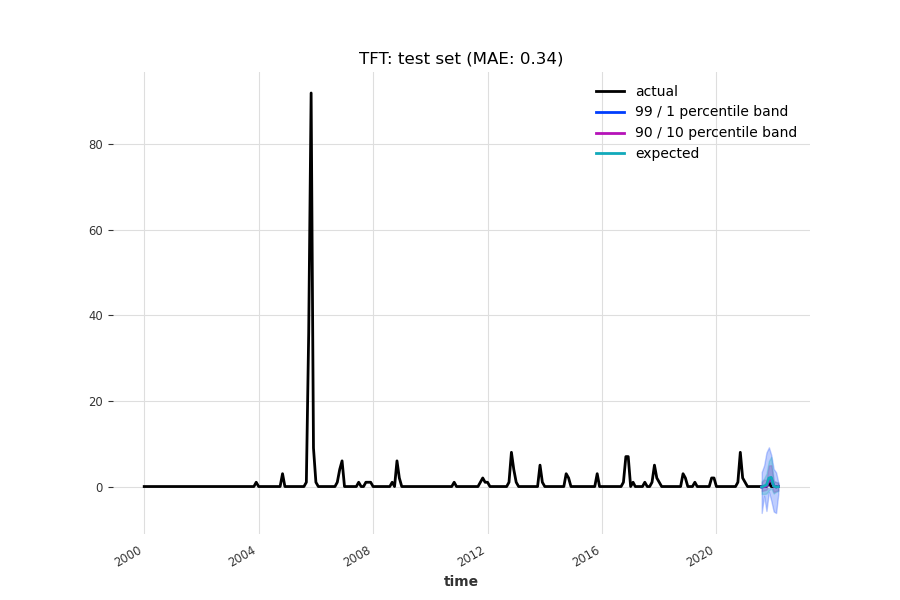 TFT: test set (MAE: 0.34)
actual
99 / 1 percentile band
90 / 10 percentile band
expected
80
60
40
20
0
2000
2004
2008
2012
2016
2020
time